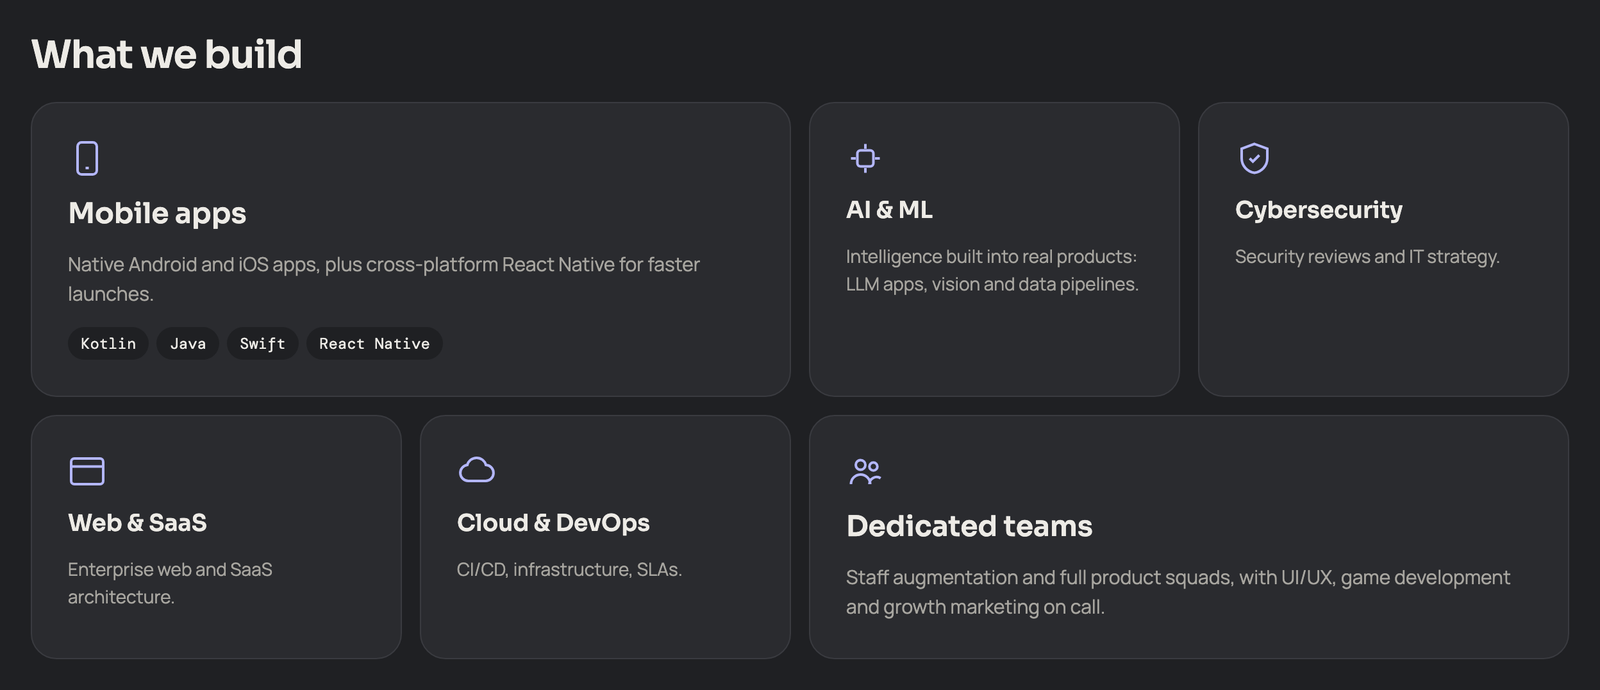 What we build
Mobile apps
Native Android and iOS apps, plus cross-platform React Native for faster
launches.
Kotlin
Java
Swift
React Native
AI & ML
Intelligence built into real products:
LLM apps, vision and data pipelines.
Cybersecurity
Security reviews and IT strategy.
Web & SaaS
Enterprise web and SaaS
architecture.
Cloud & DevOps
CI/CD, infrastructure, SLAs.
Dedicated teams
Staff augmentation and full product squads, with UI/UX, game development
and growth marketing on call.